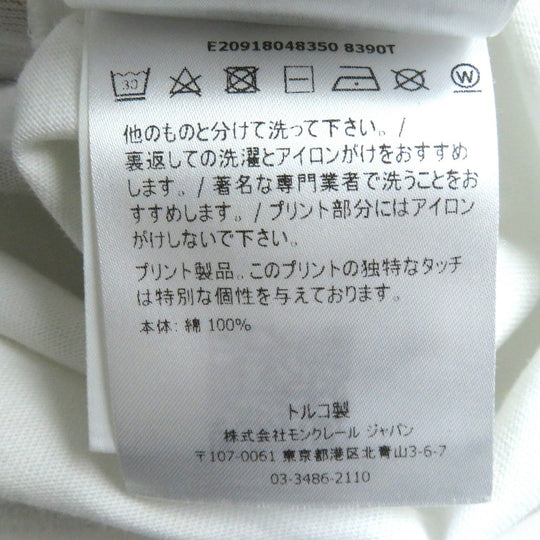 E20918048350 8390T
30 W
他のものと分けて洗って下さい。/
裏返しての洗濯とアイロンがけをおすすめ
します。/ 著名な専門業者で洗うことをお
すすめします。/ プリント部分にはアイロン
がけしないで下さい。
プリント製品。このプリントの独特なタッチ
は特別な個性を与えております。
本体: 綿 100%
トルコ製
株式会社モンクレール ジャパン
〒107-0061 東京都港区北青山3-6-7
03-3486-2110